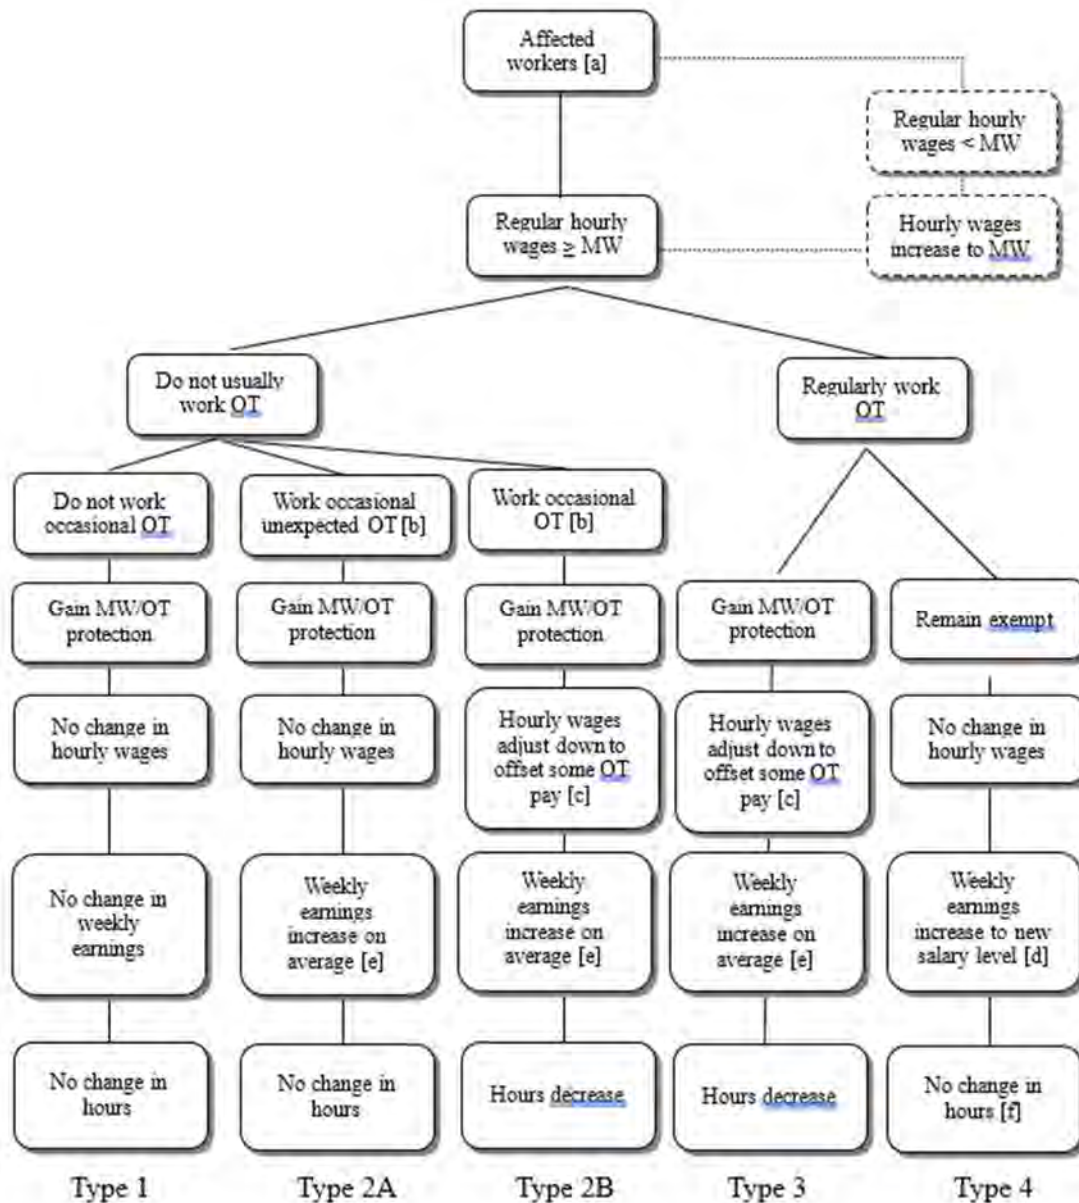 Affected
workers [a]
Regular hourly
wages < MW
Regular hourly
wages ≥ MW
Hourly wages
increase to MW
Do not usually
work OT
Regularly work
OT
Do not work
occasional OT
Work occasional
unexpected OT [b]
Work occasional
OT [b]
Gain MW/OT
protection
Gain MW/OT
protection
Gain MW/OT
protection
Gain MW/OT
protection
Remain exempt
No change in
hourly wages
No change in
hourly wages
Hourly wages
adjust down to
offset some OT
pay [c]
Hourly wages
adjust down to
offset some OT
pay [c]
No change in
hourly wages
No change in
weekly
earnings
Weekly
earnings
increase on
average [e]
Weekly
earnings
increase on
average [e]
Weekly
earnings
increase on
average [e]
Weekly
earnings
increase to new
salary level [d]
No change in
hours
No change in
hours
Hours decrease
Hours decrease
No change in
hours [f]
Type 1
Type 2A
Type 2B
Type 3
Type 4